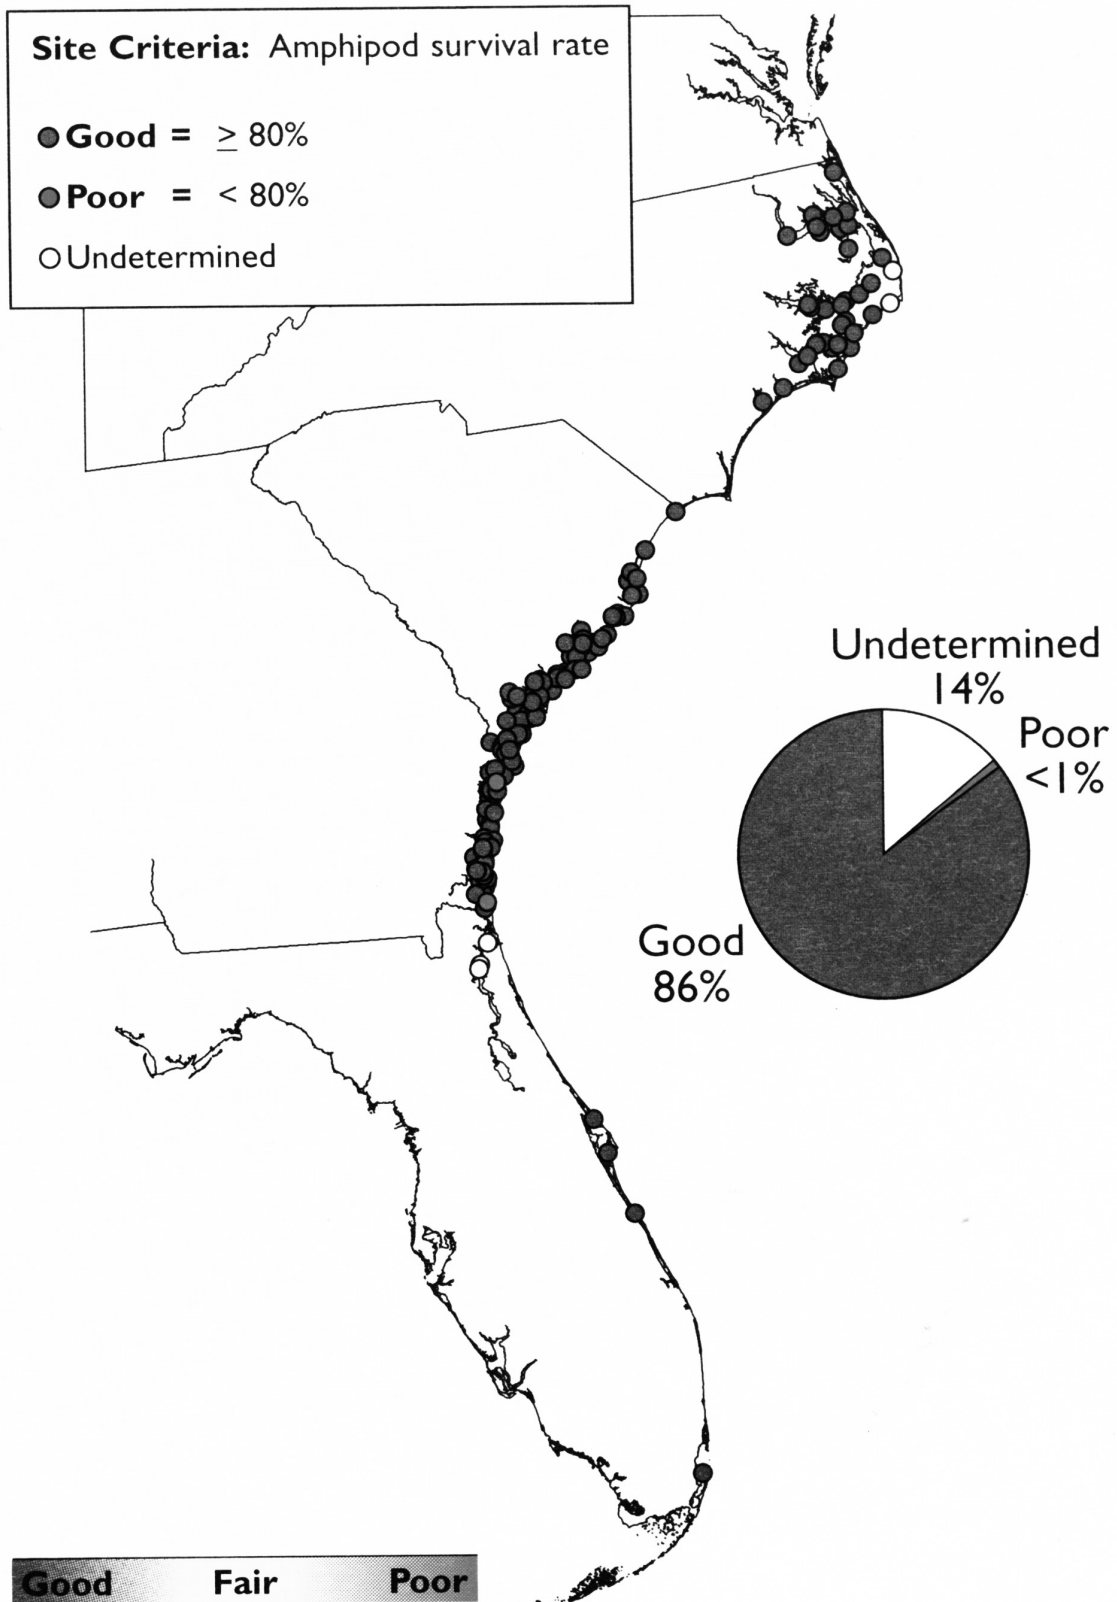 Site Criteria: Amphipod survival rate
Good = ≥ 80%
Poor = < 80%
Undetermined
Undetermined
14%
Poor
<1%
Good
86%
Good Fair Poor